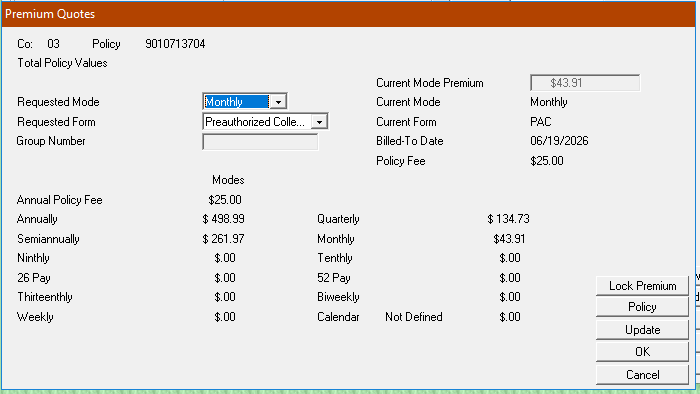 Premium Quotes
Co: 03 Policy 9010713704
Total Policy Values
Current Mode Premium $43.91
Requested Mode Monthly Current Mode Monthly
Requested Form Preauthorized Colle... Current Form PAC
Group Number Billed-To Date 06/19/2026
Policy Fee $25.00
Modes
Annual Policy Fee $25.00
Annually $ 498.99 Quarterly $ 134.73
Semiannually $ 261.97 Monthly $43.91
Ninthly $.00 Tenthly $.00
26 Pay $.00 52 Pay $.00
Thirteenthly $.00 Biweekly $.00
Weekly $.00 Calendar Not Defined $.00
Lock Premium
Policy
Update
OK
Cancel